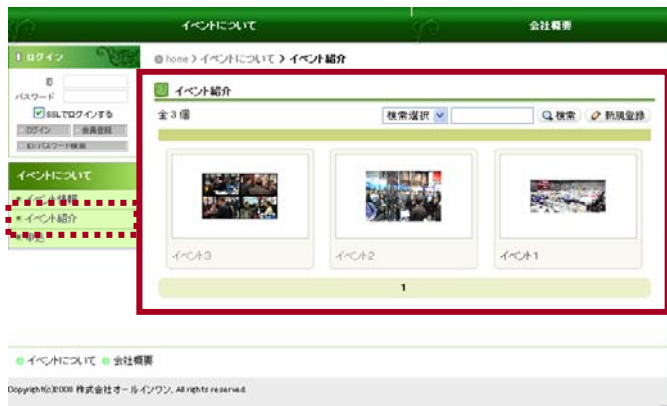 イベントについて 会社概要
ログイン
home > イベントについて > イベント紹介
ID
パスワード
SSLでログインする
ログイン 会員登録
ID/パスワード検索
イベントについて
イベント情報
イベント紹介
申込
イベント紹介
全 3 個 検索選択 検索 新規登録
イベント3 イベント2 イベント1
1
イベントについて 会社概要
Copyright(c)2008 株式会社オールインワン, All rights reserved.